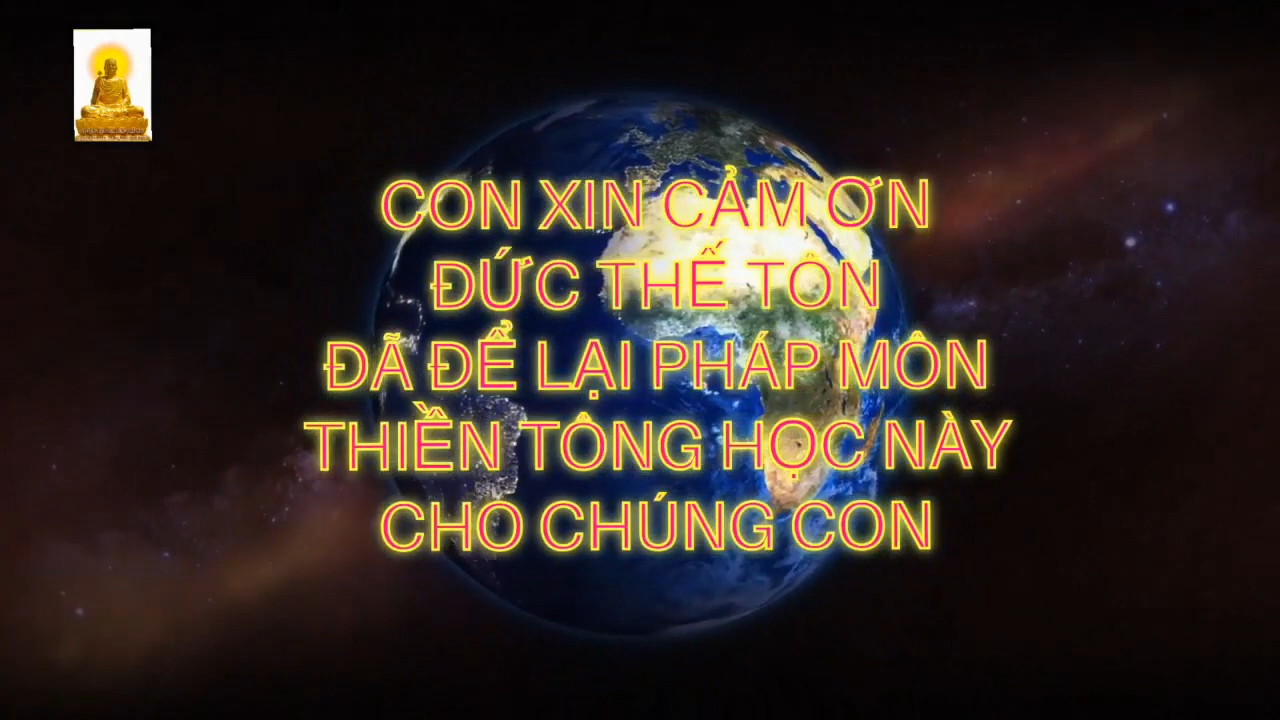 CON XIN CẢM ƠN
ĐỨC THẾ TÔN
ĐÃ ĐỂ LẠI PHÁP MÔN
THIỀN TÔNG HỌC NÀY
CHO CHÚNG CON